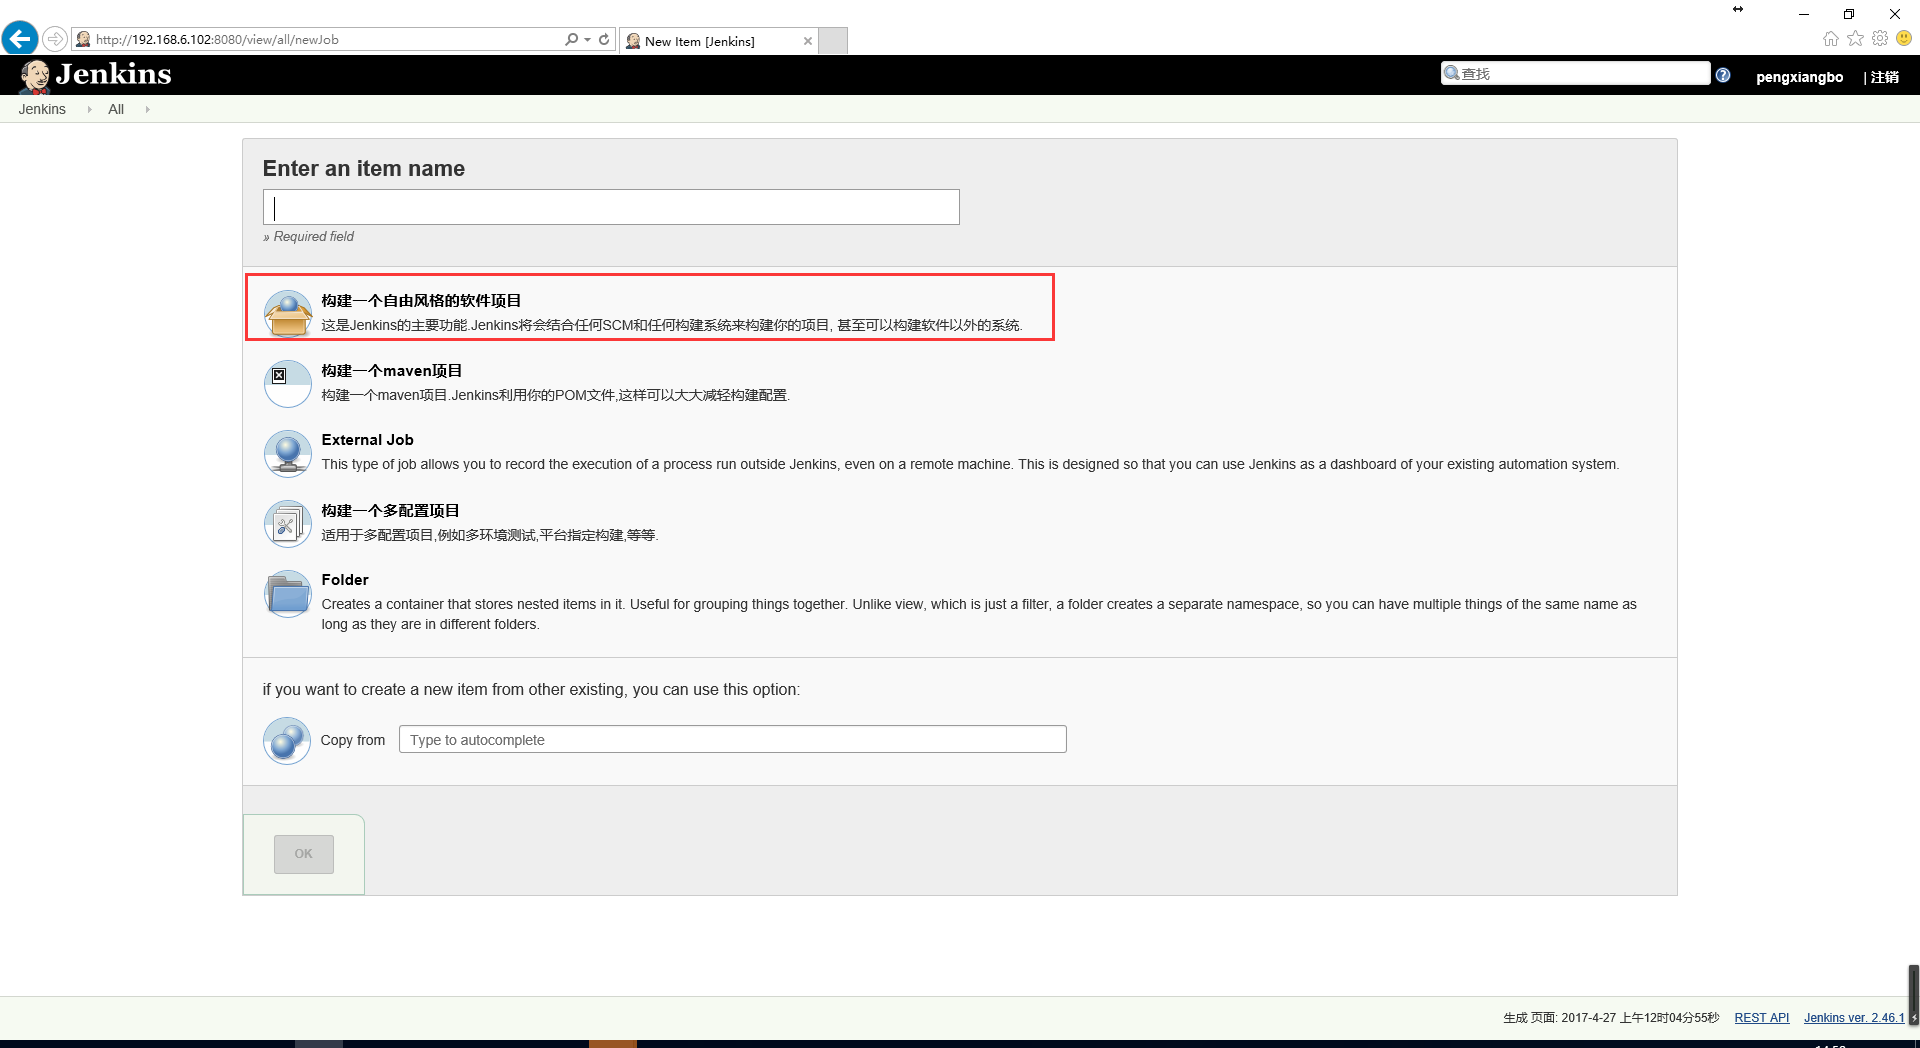 http://192.168.6.102:8080/view/all/newJob
New Item [Jenkins]
Jenkins
查找
pengxiangbo
| 注销
Jenkins
All
Enter an item name
» Required field
构建一个自由风格的软件项目
这是Jenkins的主要功能.Jenkins将会结合任何SCM和任何构建系统来构建你的项目, 甚至可以构建软件以外的系统.
构建一个maven项目
构建一个maven项目.Jenkins利用你的POM文件,这样可以大大减轻构建配置.
External Job
This type of job allows you to record the execution of a process run outside Jenkins, even on a remote machine. This is designed so that you can use Jenkins as a dashboard of your existing automation system.
构建一个多配置项目
适用于多配置项目,例如多环境测试,平台指定构建,等等.
Folder
Creates a container that stores nested items in it. Useful for grouping things together. Unlike view, which is just a filter, a folder creates a separate namespace, so you can have multiple things of the same name as
long as they are in different folders.
if you want to create a new item from other existing, you can use this option:
Copy from
Type to autocomplete
OK
生成 页面: 2017-4-27 上午12时04分55秒
REST API
Jenkins ver. 2.46.1